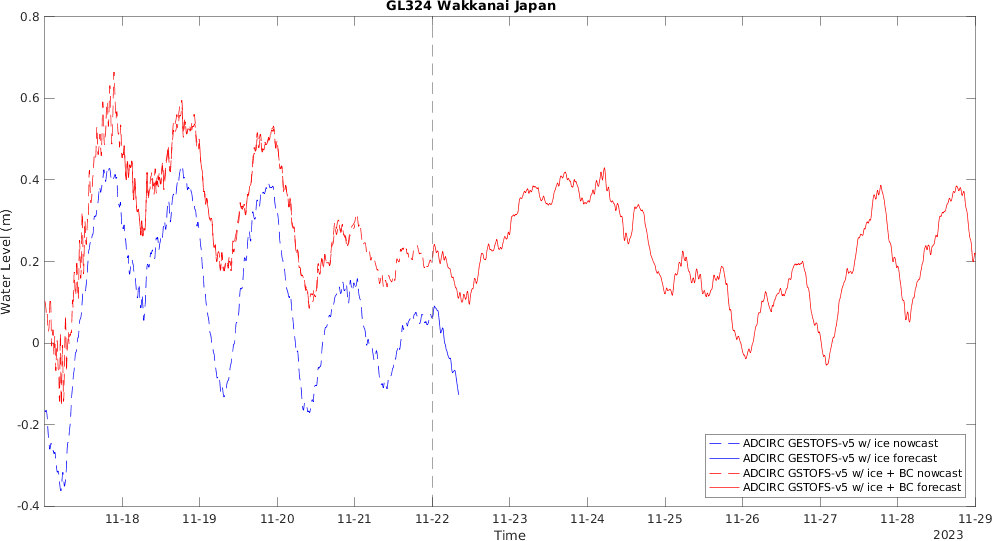 GL324 Wakkanai Japan
0.8
0.6
0.4
0.2
0
-0.2
-0.4
Water Level (m)
11-18
11-19
11-20
11-21
11-22
11-23
11-24
11-25
11-26
11-27
11-28
11-29
Time
2023
ADCIRC GESTOFS-v5 w/ ice nowcast
ADCIRC GESTOFS-v5 w/ ice forecast
ADCIRC GSTOFS-v5 w/ ice + BC nowcast
ADCIRC GSTOFS-v5 w/ ice + BC forecast